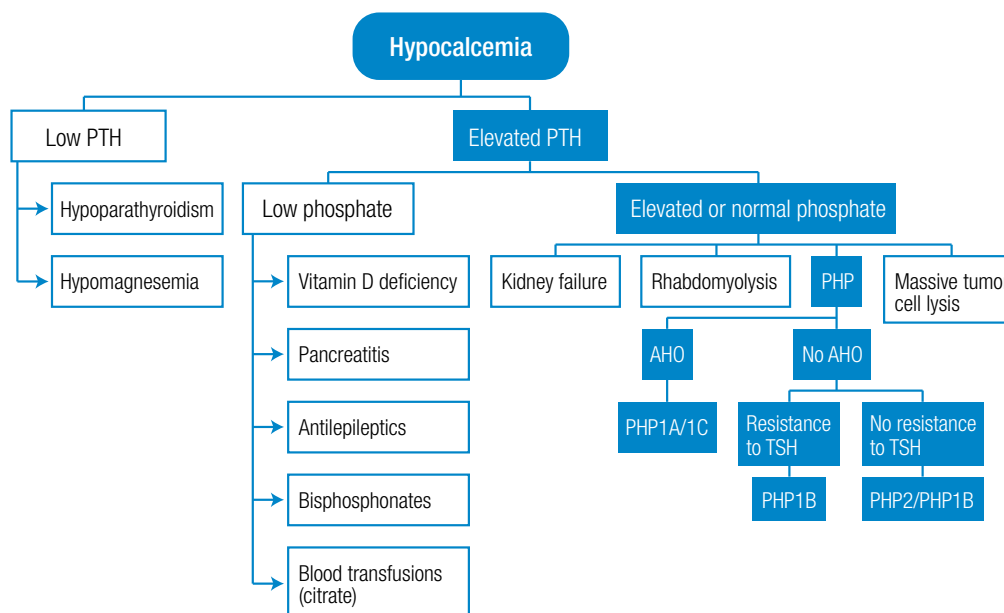 Hypocalcemia
Low PTH
Elevated PTH
Hypoparathyroidism
Hypomagnesemia
Low phosphate
Elevated or normal phosphate
Vitamin D deficiency
Pancreatitis
Antilepileptics
Bisphosphonates
Blood transfusions
(citrate)
Kidney failure
Rhabdomyolysis
PHP
Massive tumor
cell lysis
AHO
No AHO
PHP1A/1C
Resistance
to TSH
No resistance
to TSH
PHP1B
PHP2/PHP1B